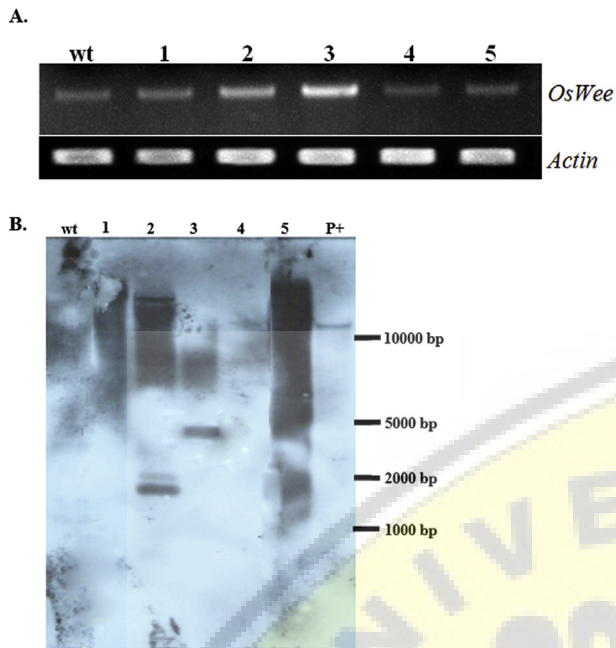 A.
wt 1 2 3 4 5
OsWee
Actin
B.
wt 1 2 3 4 5 P+
10000 bp
5000 bp
2000 bp
1000 bp
NIVE